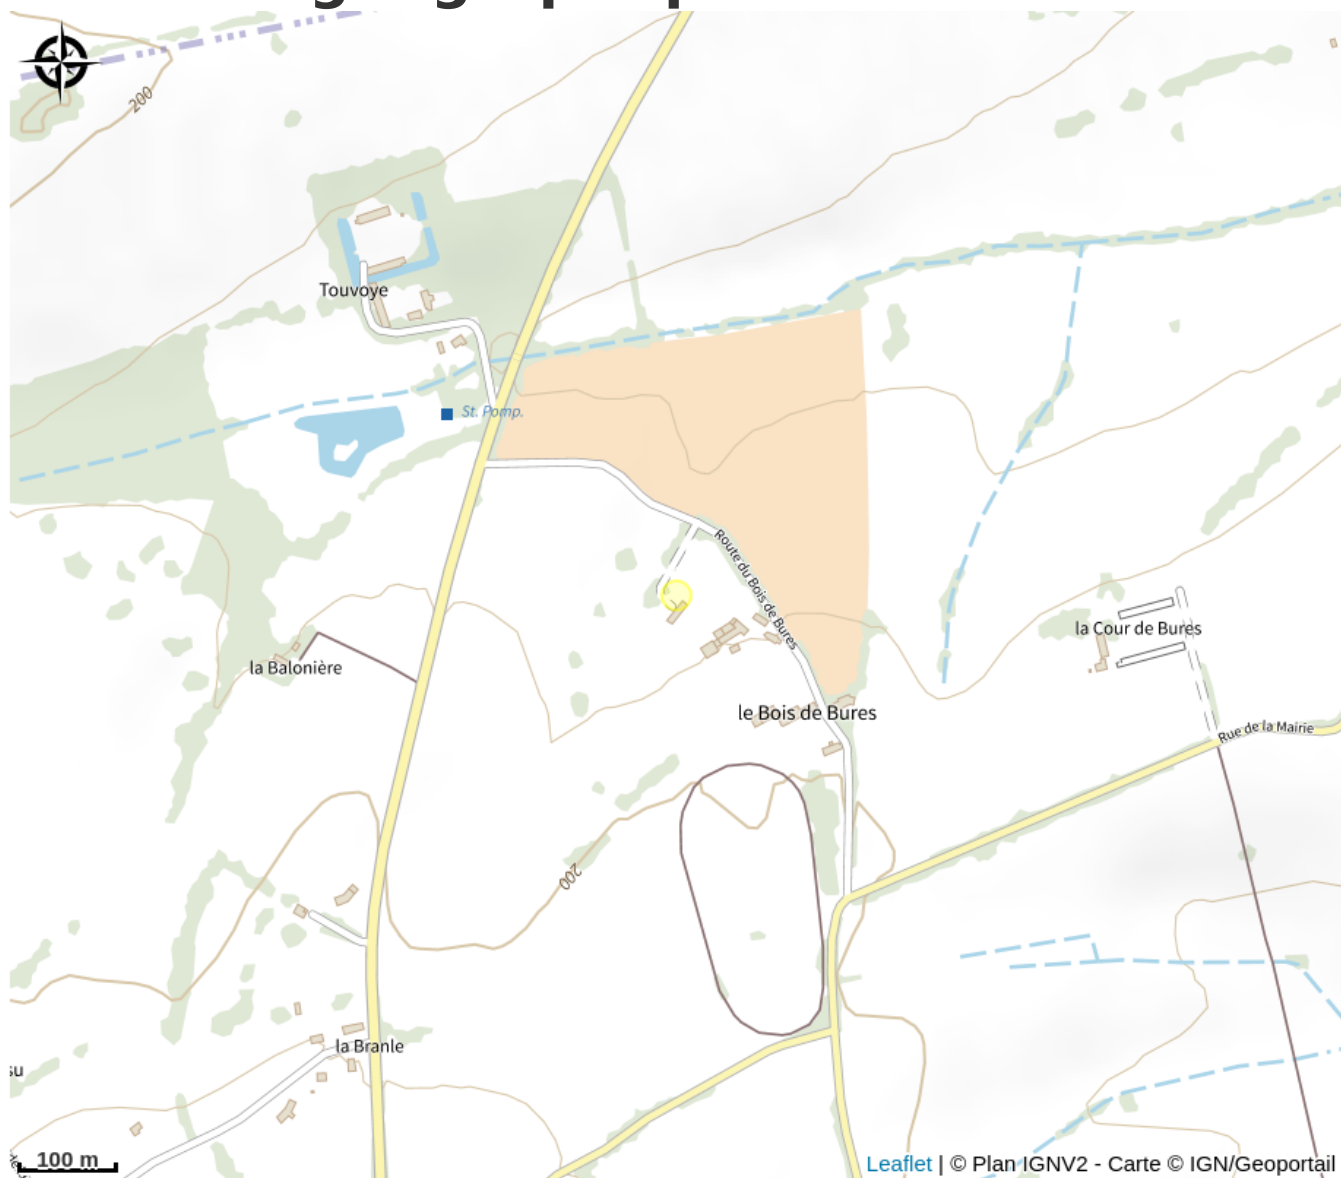 200
Touvoye
St. Pomp.
Route du Bois de Bures
la Cour de Bures
la Balonière
le Bois de Bures
Rue de la Mairie
200
la Branle
su
100 m
Leaflet | © Plan IGNV2 - Carte © IGN/Geoportail